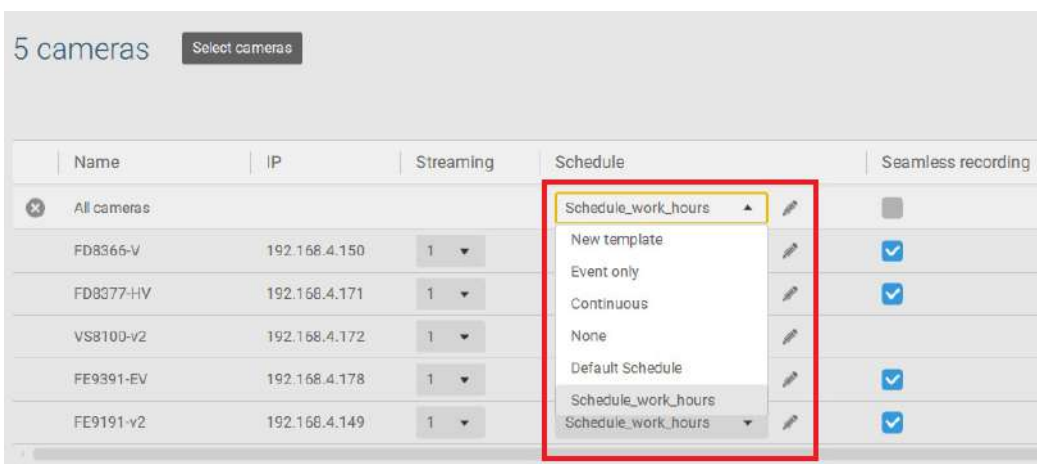 5 cameras Select cameras
Name IP Streaming Schedule Seamless recording
All cameras Schedule_work_hours
New template
FD8366-V 192.168.4.150 1
Event only
FD8377-HV 192.168.4.171 1
Continuous
VS8100-v2 192.168.4.172 1 None
Default Schedule
FE9391-EV 192.168.4.178 1
Schedule_work_hours
FE9191-v2 192.168.4.149 1 Schedule_work_hours